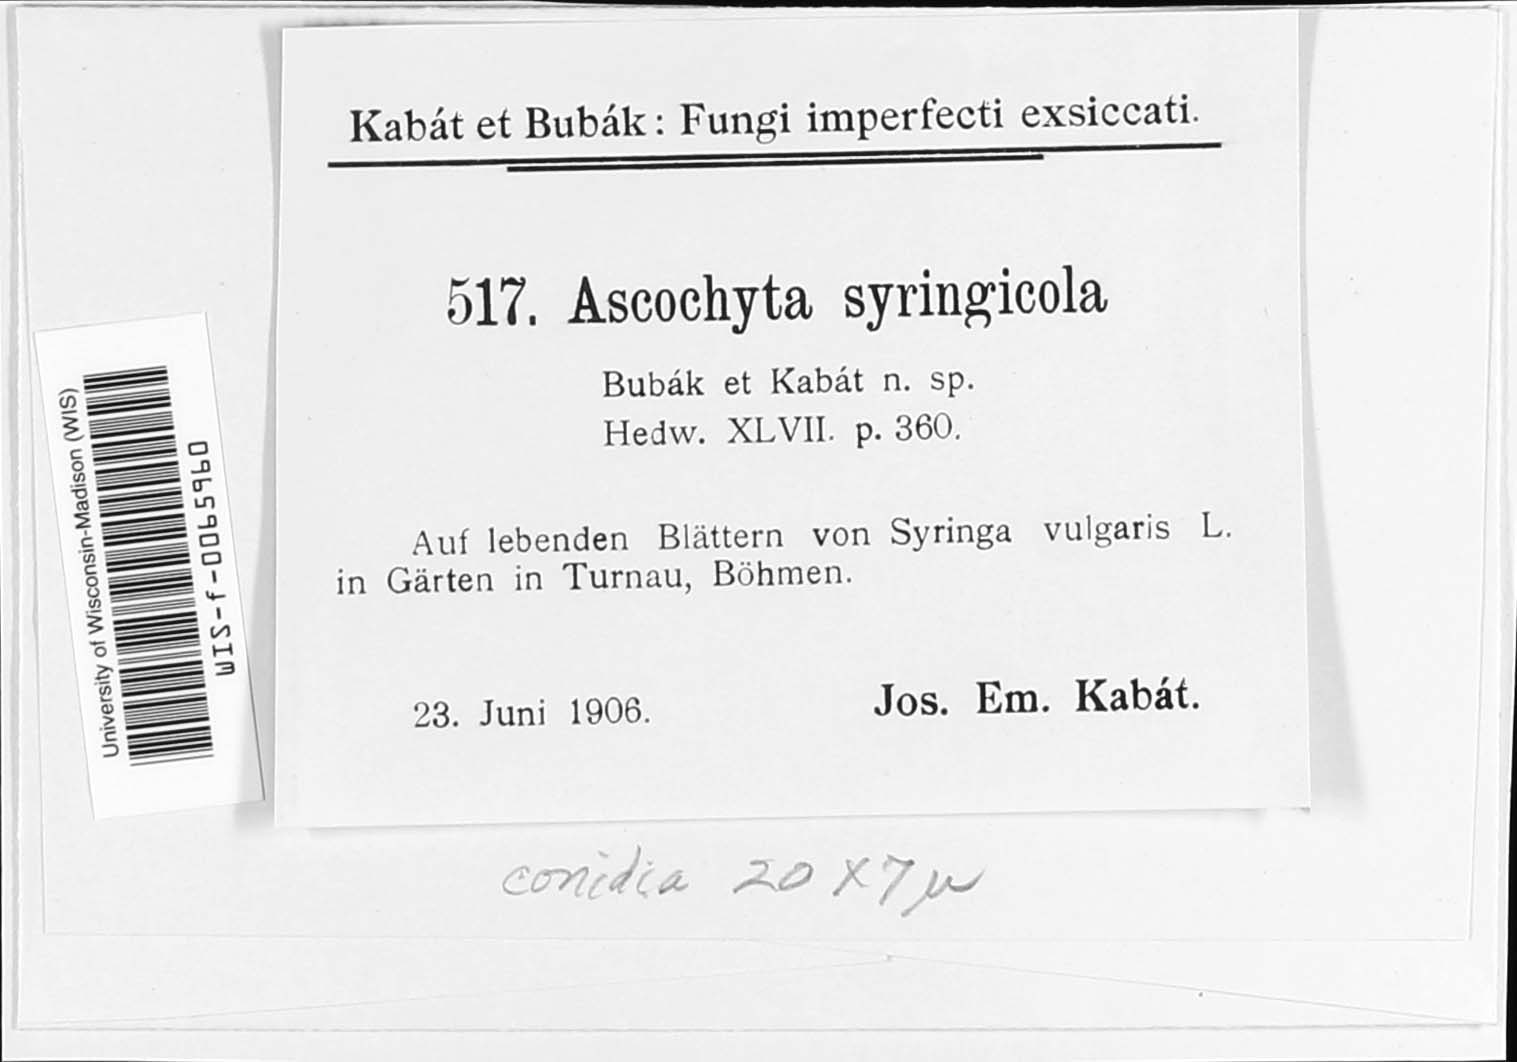 Kabát et Bubák: Fungi imperfecti exsiccati.
517. Ascochyta syringicola
Bubák et Kabát n. sp.
Hedw. XLVII. p. 360.
Auf lebenden Blättern von Syringa vulgaris L.
in Gärten in Turnau, Böhmen.
23. Juni 1906. Jos. Em. Kabát.
conidia 20 X 7 µ
University of Wisconsin-Madison (WIS)
WIS-f-0065960